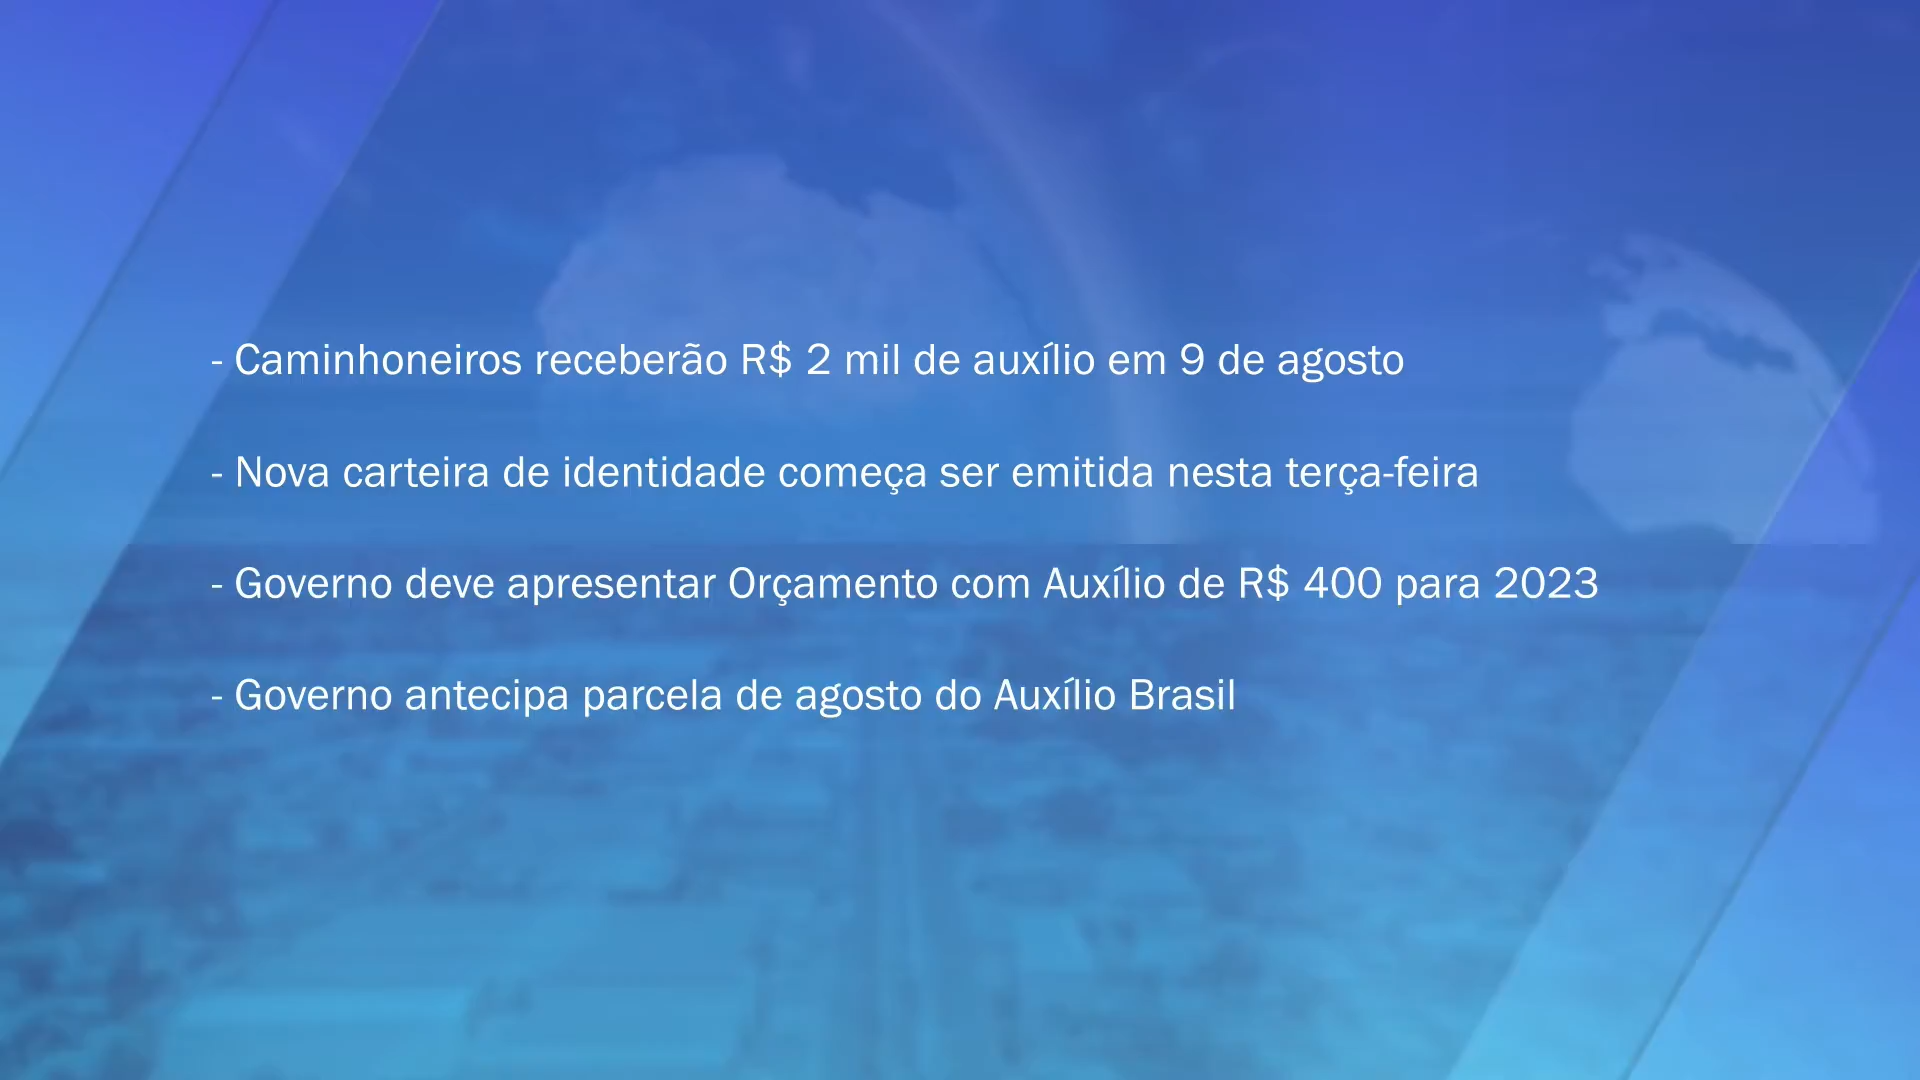 - Caminhoneiros receberão R$ 2 mil de auxílio em 9 de agosto
- Nova carteira de identidade começa ser emitida nesta terça-feira
- Governo deve apresentar Orçamento com Auxílio de R$ 400 para 2023
- Governo antecipa parcela de agosto do Auxílio Brasil